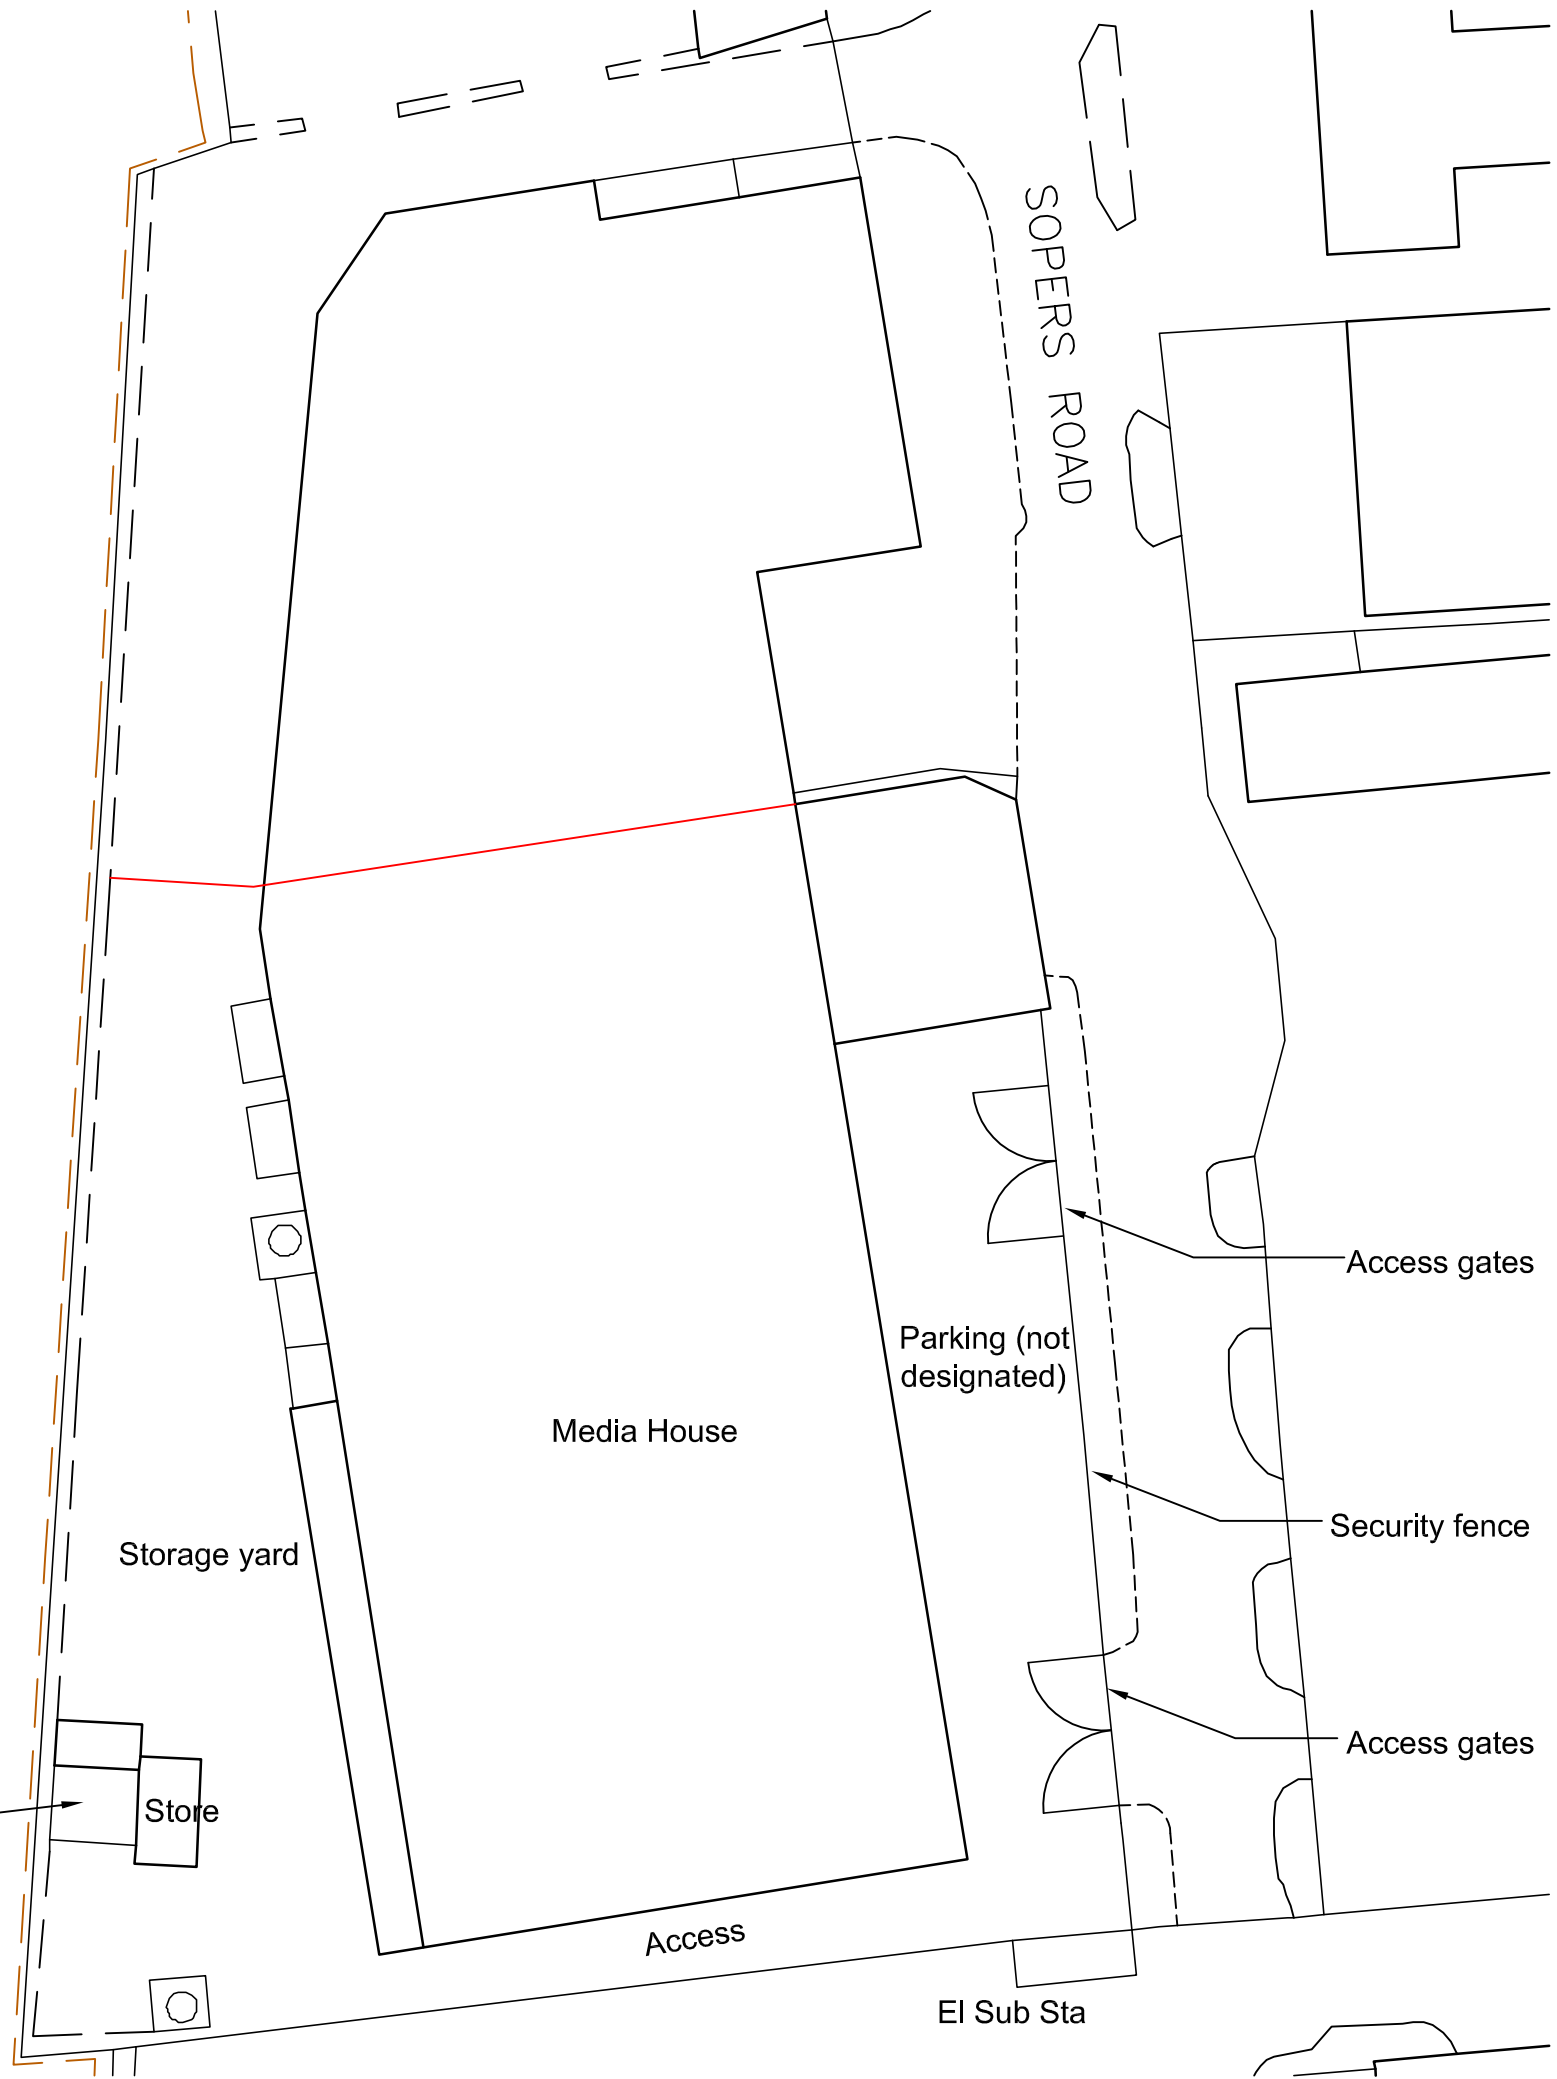 SOPERS ROAD
Access gates
Parking (not
designated)
Media House
Security fence
Storage yard
Access gates
Store
Access
El Sub Sta